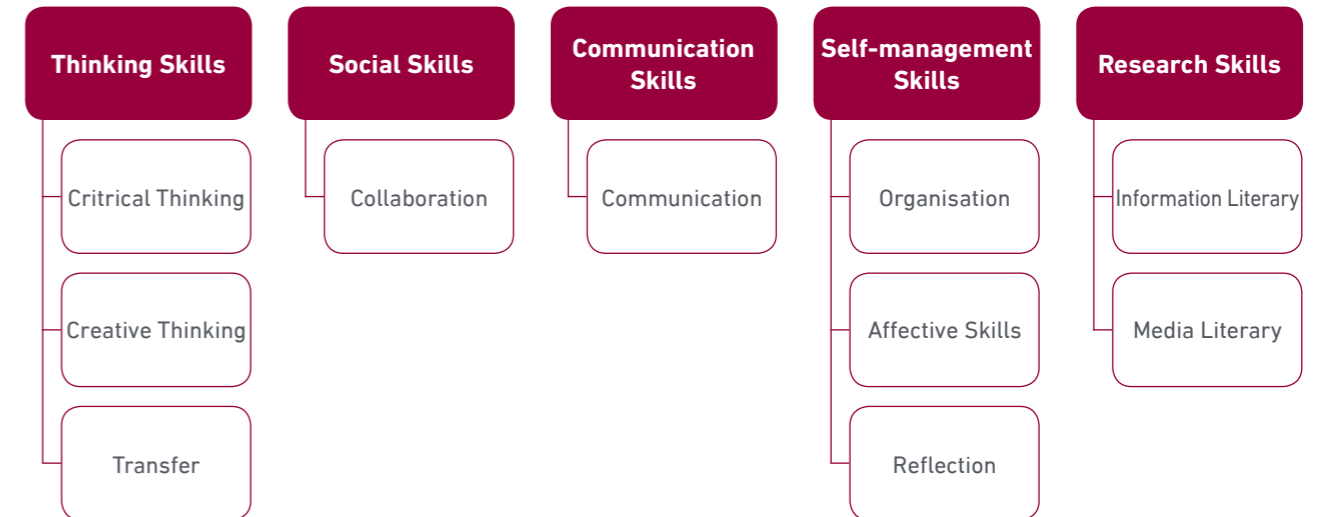 Thinking Skills
Critrical Thinking
Creative Thinking
Transfer
Social Skills
Collaboration
Communication
Skills
Communication
Self-management
Skills
Organisation
Affective Skills
Reflection
Research Skills
Information Literary
Media Literary